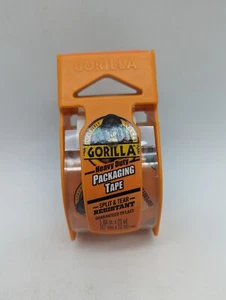 GORILLA
GORILLA
Heavy Duty
PACKAGING
TAPE
SPLIT & TEAR
RESISTANT